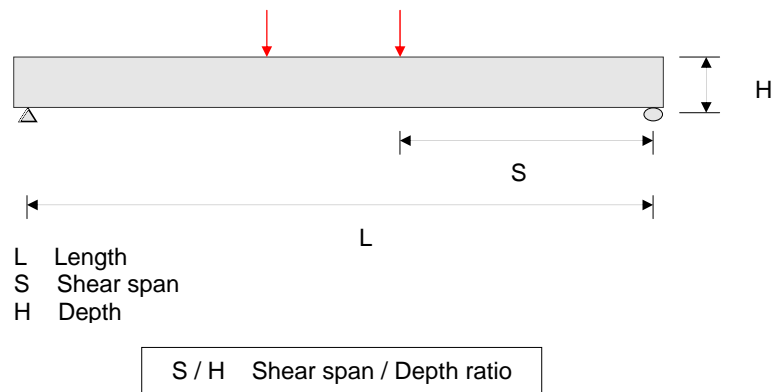 H
S
L
L Length
S Shear span
H Depth
S / H Shear span / Depth ratio